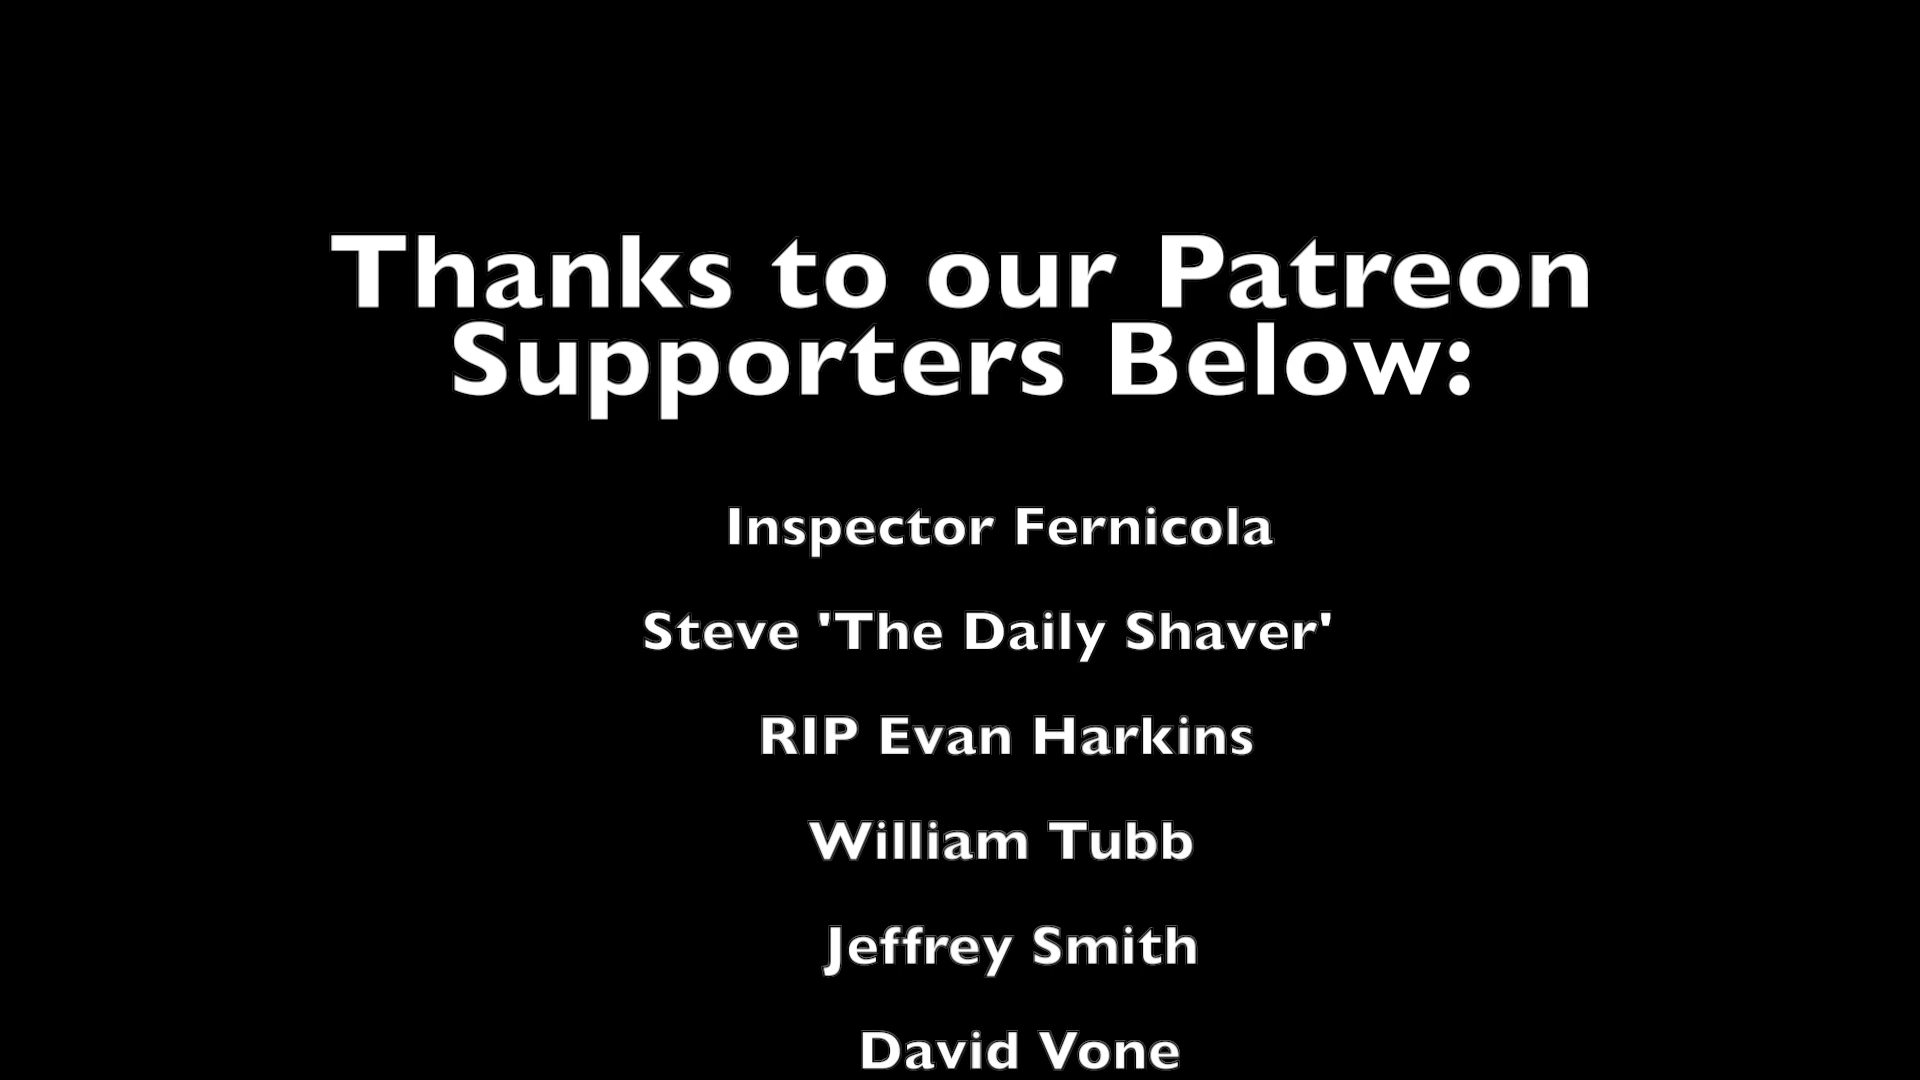 Thanks to our Patreon
Supporters Below:
Inspector Fernicola
Steve 'The Daily Shaver'
RIP Evan Harkins
William Tubb
Jeffrey Smith
David Vone